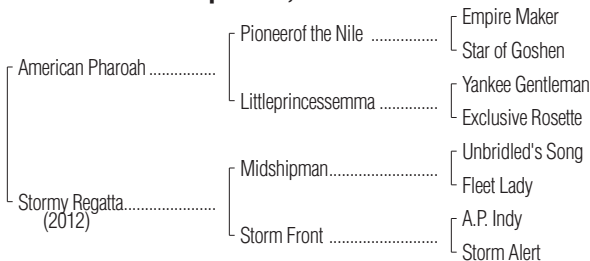 Empire Maker
Pioneerof the Nile ................
Star of Goshen
American Pharoah ................
Yankee Gentleman
Littleprincessemma ..............
Exclusive Rosette
Unbridled's Song
Midshipman..........................
Fleet Lady
Stormy Regatta......................
(2012)
A.P. Indy
Storm Front ..........................
Storm Alert